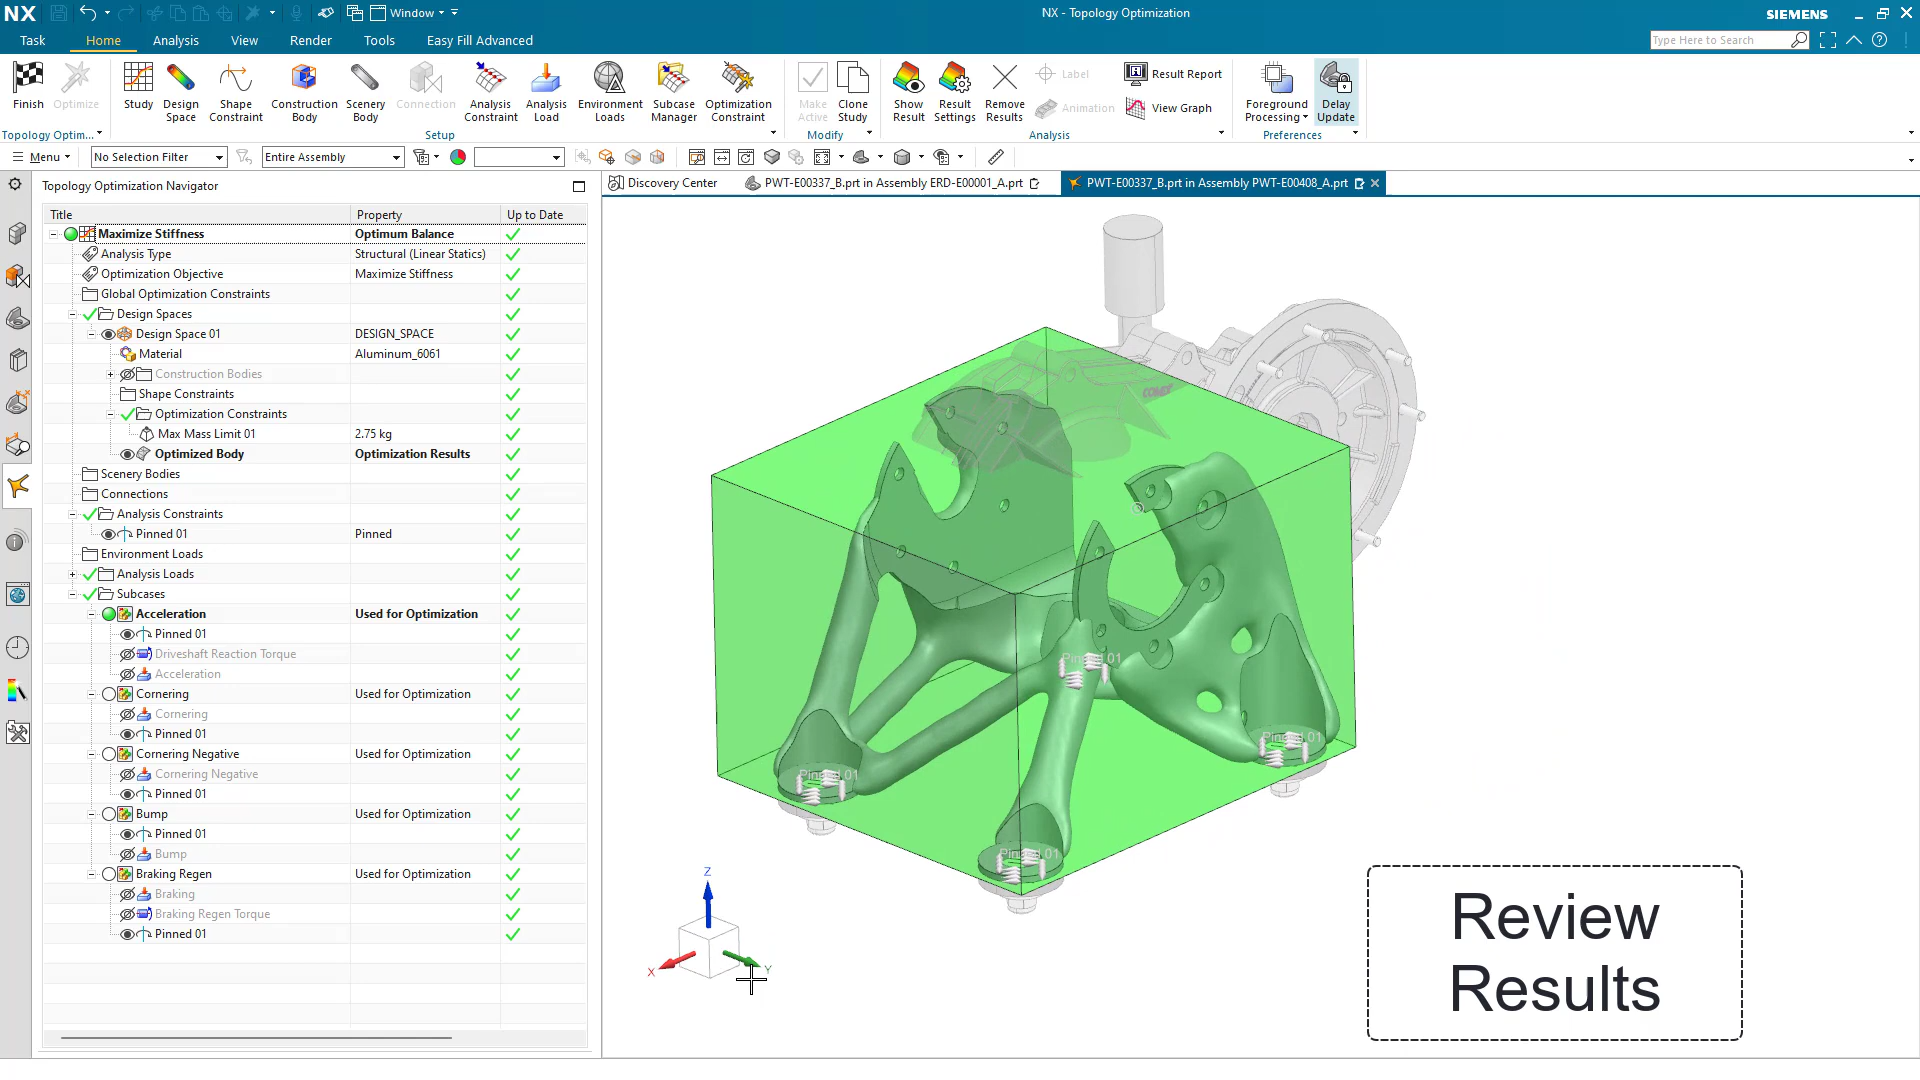 NX
Window
NX - Topology Optimization
SIEMENS
Task
Home
Analysis
View
Render
Tools
Easy Fill Advanced
Type Here to Search
Finish
Optimize
Study
Design
Space
Shape
Constraint
Construction
Body
Scenery
Body
Connection
Analysis
Constraint
Analysis
Load
Environment
Loads
Subcase
Manager
Optimization
Constraint
Make
Active
Clone
Study
Show
Result
Result
Settings
Remove
Results
Label
Animation
Result Report
View Graph
Foreground
Processing
Delay
Update
Topology Optim...
Setup
Modify
Analysis
Preferences
Menu
No Selection Filter
Entire Assembly
Topology Optimization Navigator
Discovery Center
PWT-E00337_B.prt in Assembly ERD-E00001_A.prt
PWT-E00337_B.prt in Assembly PWT-E00408_A.prt
Title Property Up to Date
Maximize Stiffness Optimum Balance
Analysis Type Structural (Linear Statics)
Optimization Objective Maximize Stiffness
Global Optimization Constraints
Design Spaces
Design Space 01 DESIGN_SPACE
Material Aluminum_6061
Construction Bodies
Shape Constraints
Optimization Constraints
Max Mass Limit 01 2.75 kg
Optimized Body Optimization Results
Scenery Bodies
Connections
Analysis Constraints
Pinned 01 Pinned
Environment Loads
Analysis Loads
Subcases
Acceleration Used for Optimization
Pinned 01
Driveshaft Reaction Torque
Acceleration
Cornering Used for Optimization
Cornering
Pinned 01
Cornering Negative Used for Optimization
Cornering Negative
Pinned 01
Bump Used for Optimization
Pinned 01
Bump
Braking Regen Used for Optimization
Braking
Braking Regen Torque
Pinned 01
Pinned 01
Pinned 01
Pinned 01
Pinned 01
Z
X
Y
Review
Results